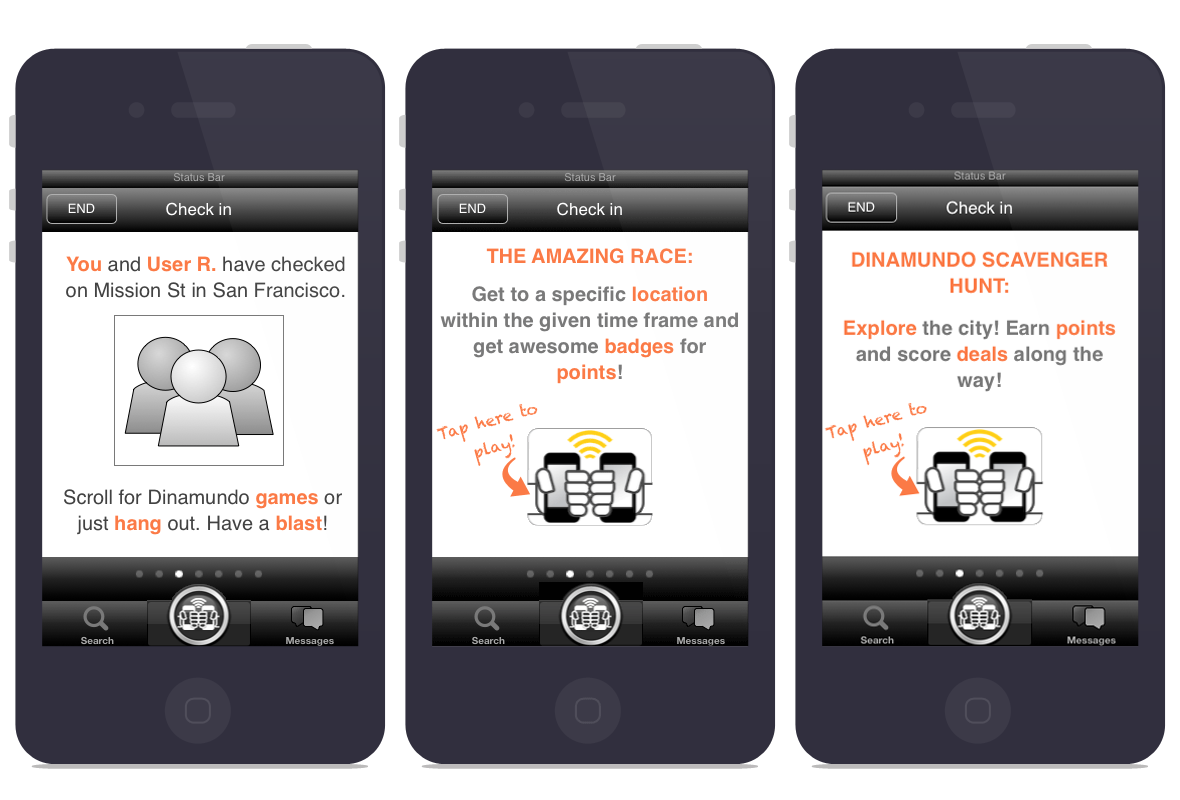 Status Bar
END
Check in
You and User R. have checked
on Mission St in San Francisco.
Scroll for Dinamundo games or
just hang out. Have a blast!
Search
Messages
Status Bar
END
Check in
THE AMAZING RACE:
Get to a specific location
within the given time frame and
get awesome badges for
points!
Tap here to
play!
Search
Messages
Status Bar
END
Check in
DINAMUNDO SCAVENGER
HUNT:
Explore the city! Earn points
and score deals along the
way!
Tap here to
play!
Search
Messages